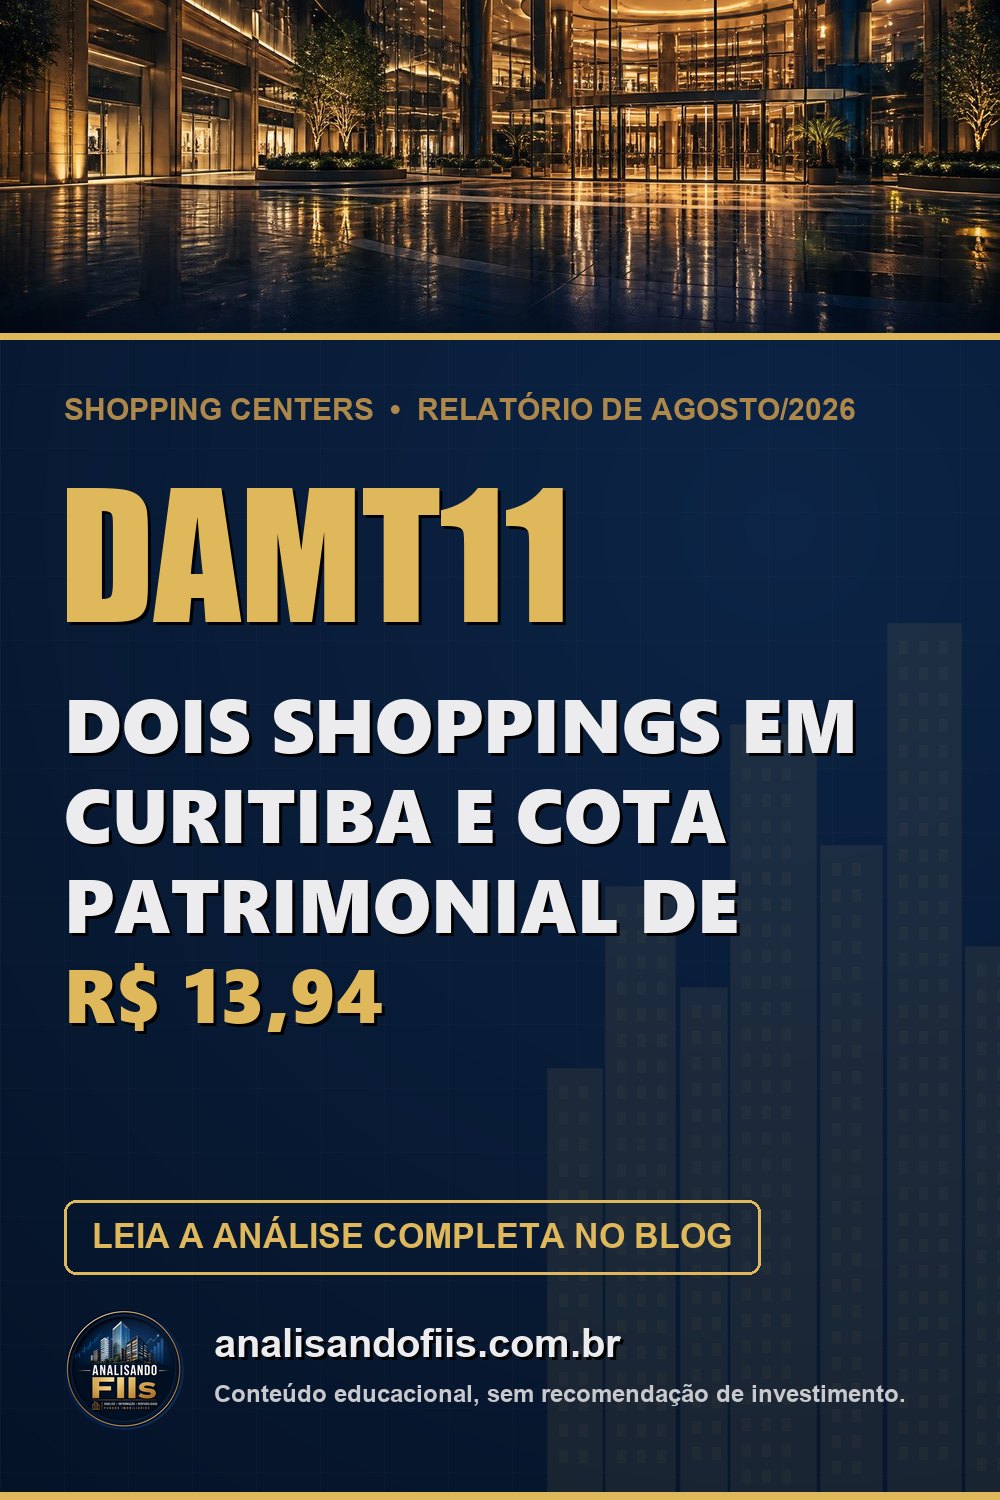 SHOPPING CENTERS • RELATÓRIO DE AGOSTO/2026
DAMT11
DOIS SHOPPINGS EM
CURITIBA E COTA
PATRIMONIAL DE
R$ 13,94
LEIA A ANÁLISE COMPLETA NO BLOG
ANALISANDO
FIIs
analisandofiis.com.br
Conteúdo educacional, sem recomendação de investimento.